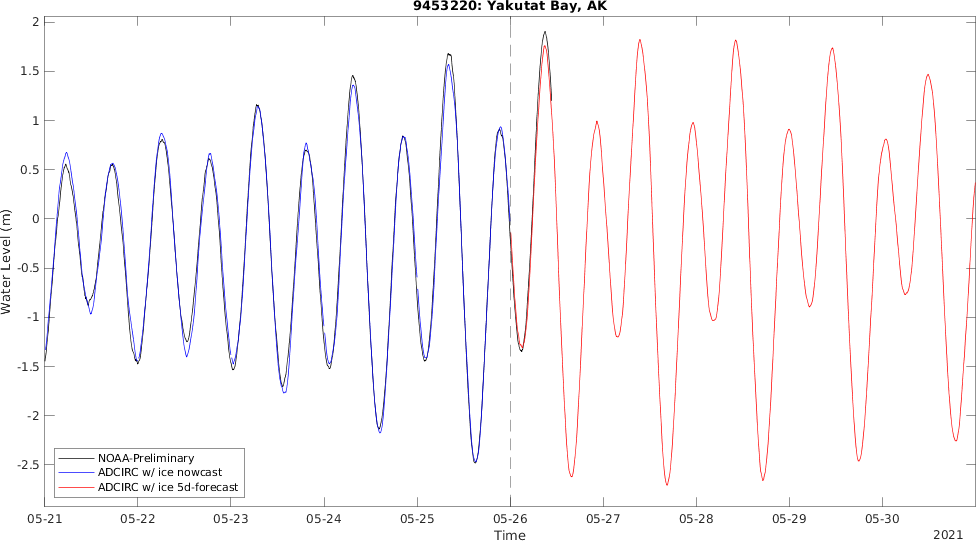 9453220: Yakutat Bay, AK
2
1.5
1
0.5
0
-0.5
-1
-1.5
-2
-2.5
Water Level (m)
NOAA-Preliminary
ADCIRC w/ ice nowcast
ADCIRC w/ ice 5d-forecast
05-21 05-22 05-23 05-24 05-25 05-26 05-27 05-28 05-29 05-30
Time
2021